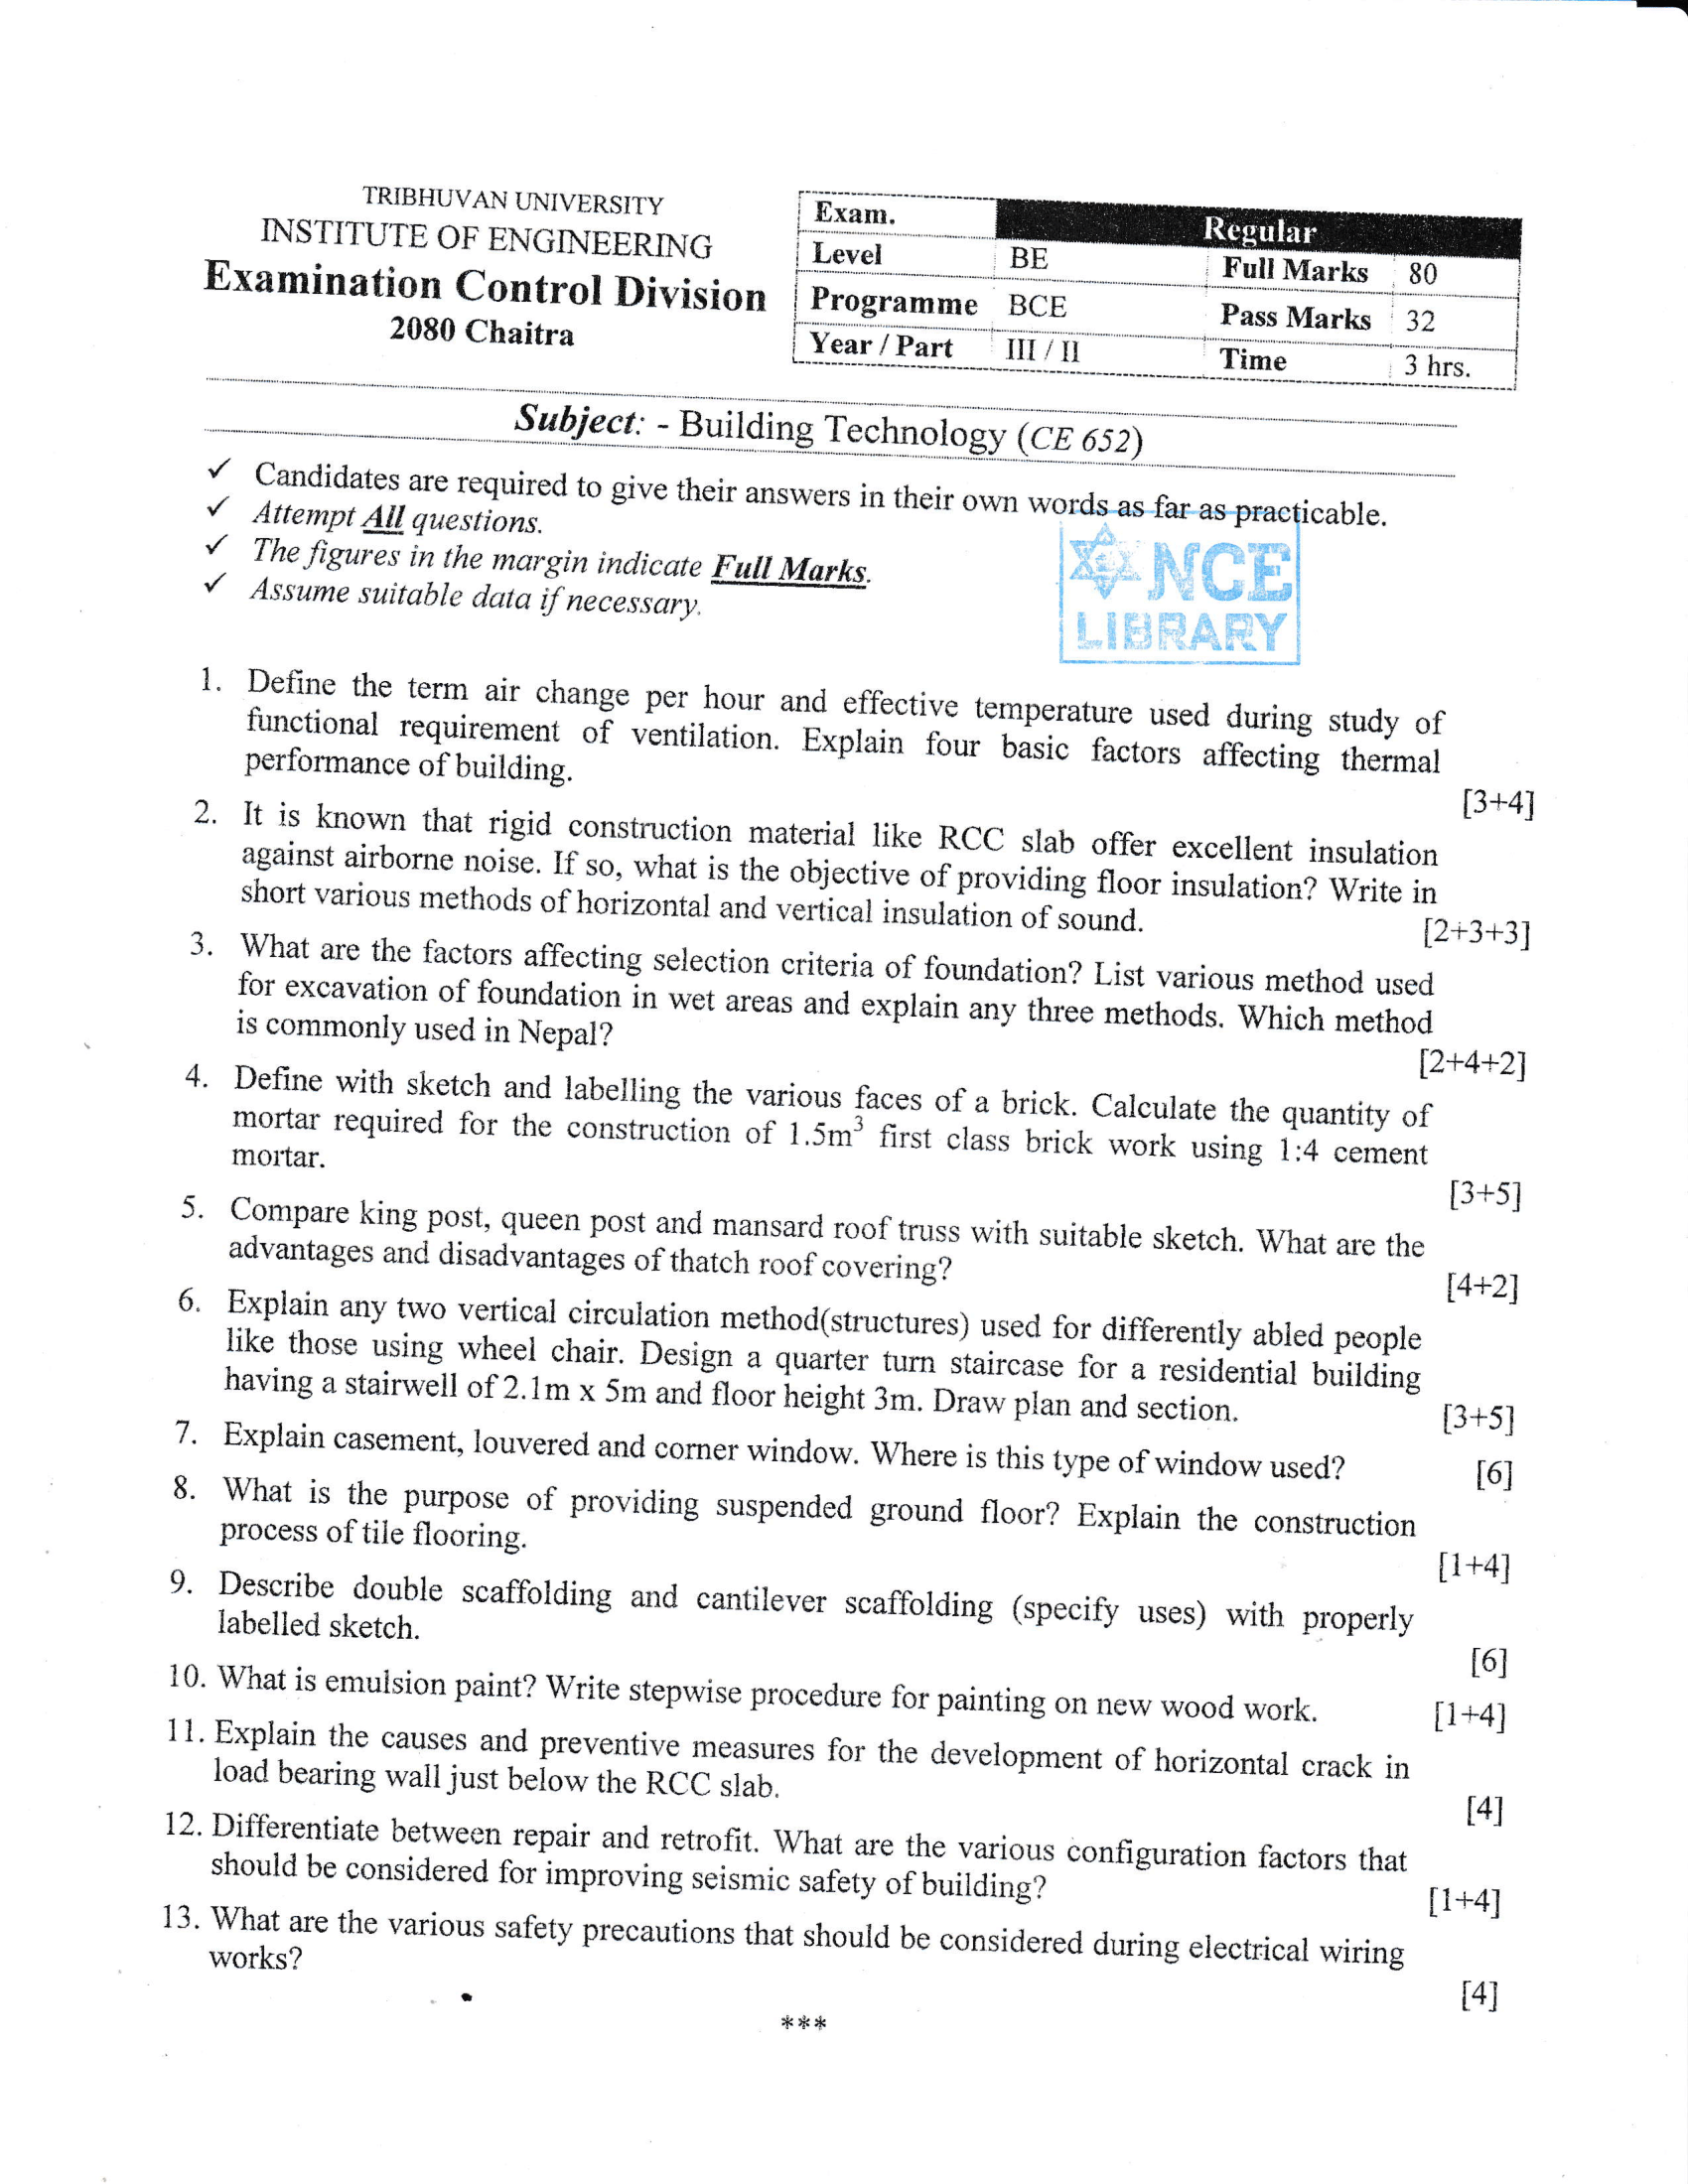 TRIBHUVAN UNIVERSITY
INSTITUTE OF ENGINEERING
Examination Control Division
2080 Chaitra
Exam. Regular
Level BE Full Marks 80
Programme BCE Pass Marks 32
Year / Part III / II Time 3 hrs.
Subject: - Building Technology (CE 652)
✓ Candidates are required to give their answers in their own words as far as practicable.
✓ Attempt All questions.
✓ The figures in the margin indicate Full Marks.
✓ Assume suitable data if necessary.
NCE
LIBRARY
1. Define the term air change per hour and effective temperature used during study of
functional requirement of ventilation. Explain four basic factors affecting thermal
performance of building. [3+4]
2. It is known that rigid construction material like RCC slab offer excellent insulation
against airborne noise. If so, what is the objective of providing floor insulation? Write in
short various methods of horizontal and vertical insulation of sound. [2+3+3]
3. What are the factors affecting selection criteria of foundation? List various method used
for excavation of foundation in wet areas and explain any three methods. Which method
is commonly used in Nepal? [2+4+2]
4. Define with sketch and labelling the various faces of a brick. Calculate the quantity of
mortar required for the construction of 1.5m³ first class brick work using 1:4 cement
mortar. [3+5]
5. Compare king post, queen post and mansard roof truss with suitable sketch. What are the
advantages and disadvantages of thatch roof covering? [4+2]
6. Explain any two vertical circulation method(structures) used for differently abled people
like those using wheel chair. Design a quarter turn staircase for a residential building
having a stairwell of 2.1m x 5m and floor height 3m. Draw plan and section. [3+5]
7. Explain casement, louvered and corner window. Where is this type of window used? [6]
8. What is the purpose of providing suspended ground floor? Explain the construction
process of tile flooring. [1+4]
9. Describe double scaffolding and cantilever scaffolding (specify uses) with properly
labelled sketch. [6]
10. What is emulsion paint? Write stepwise procedure for painting on new wood work. [1+4]
11. Explain the causes and preventive measures for the development of horizontal crack in
load bearing wall just below the RCC slab. [4]
12. Differentiate between repair and retrofit. What are the various configuration factors that
should be considered for improving seismic safety of building? [1+4]
13. What are the various safety precautions that should be considered during electrical wiring
works? [4]
***